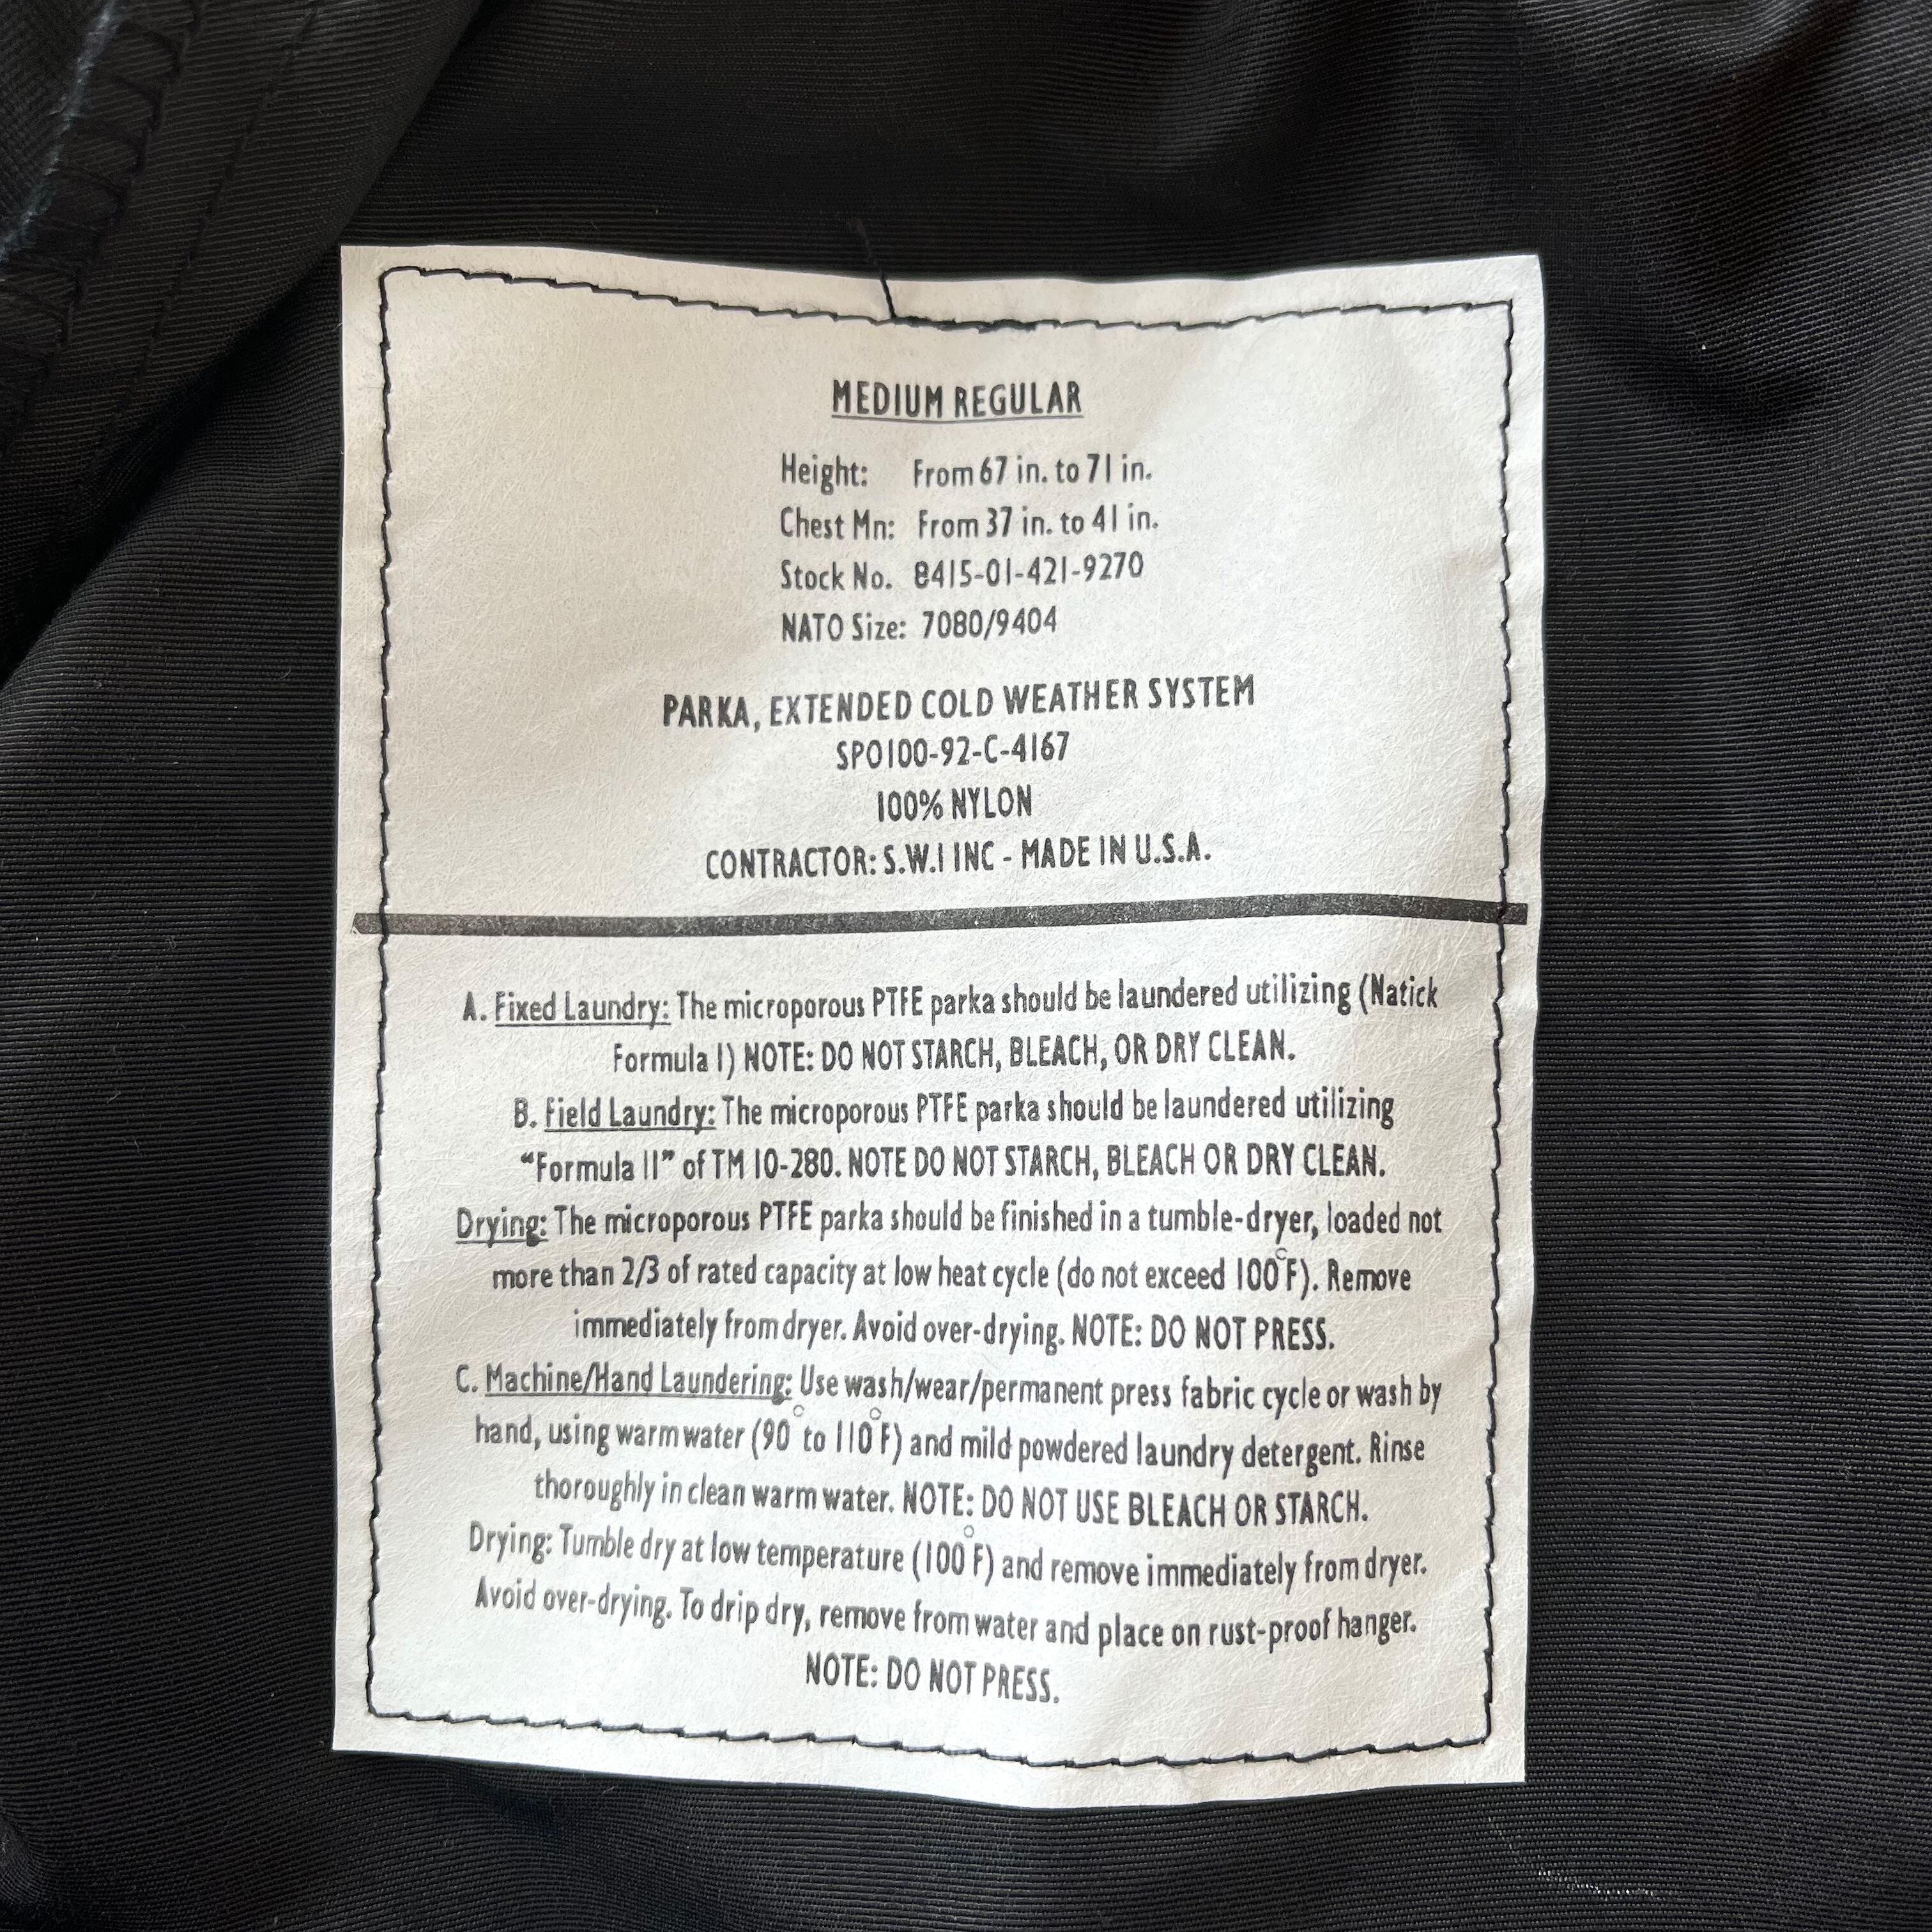 MEDIUM REGULAR
Height: From 67 in. to 71 in.
Chest Mn: From 37 in. to 41 in.
Stock No. 8415-01-421-9270
NATO Size: 7080/9404
PARKA, EXTENDED COLD WEATHER SYSTEM
SPO100-92-C-4167
100% NYLON
CONTRACTOR: S.W.I INC - MADE IN U.S.A.
A. Fixed Laundry: The microporous PTFE parka should be laundered utilizing (Natick
Formula I) NOTE: DO NOT STARCH, BLEACH, OR DRY CLEAN.
B. Field Laundry: The microporous PTFE parka should be laundered utilizing
“Formula II” of TM 10-280. NOTE DO NOT STARCH, BLEACH OR DRY CLEAN.
Drying: The microporous PTFE parka should be finished in a tumble-dryer, loaded not
more than 2/3 of rated capacity at low heat cycle (do not exceed 100°F). Remove
immediately from dryer. Avoid over-drying. NOTE: DO NOT PRESS.
C. Machine/Hand Laundering: Use wash/wear/permanent press fabric cycle or wash by
hand, using warm water (90° to 110°F) and mild powdered laundry detergent. Rinse
thoroughly in clean warm water. NOTE: DO NOT USE BLEACH OR STARCH.
Drying: Tumble dry at low temperature (100°F) and remove immediately from dryer.
Avoid over-drying. To drip dry, remove from water and place on rust-proof hanger.
NOTE: DO NOT PRESS.